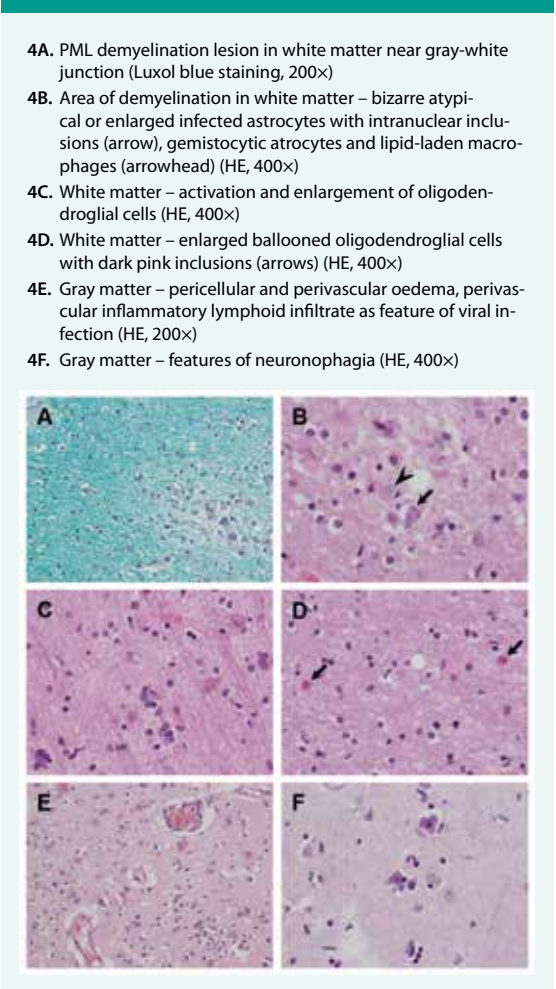 4A. PML demyelination lesion in white matter near gray-white
junction (Luxol blue staining, 200×)
4B. Area of demyelination in white matter – bizarre atypi-
cal or enlarged infected astrocytes with intranuclear inclu-
sions (arrow), gemistocytic atrocytes and lipid-laden macro-
phages (arrowhead) (HE, 400×)
4C. White matter – activation and enlargement of oligoden-
droglial cells (HE, 400×)
4D. White matter – enlarged ballooned oligodendroglial cells
with dark pink inclusions (arrows) (HE, 400×)
4E. Gray matter – pericellular and perivascular oedema, perivas-
cular inflammatory lymphoid infiltrate as feature of viral in-
fection (HE, 200×)
4F. Gray matter – features of neuronophagia (HE, 400×)
A
B
C
D
E
F